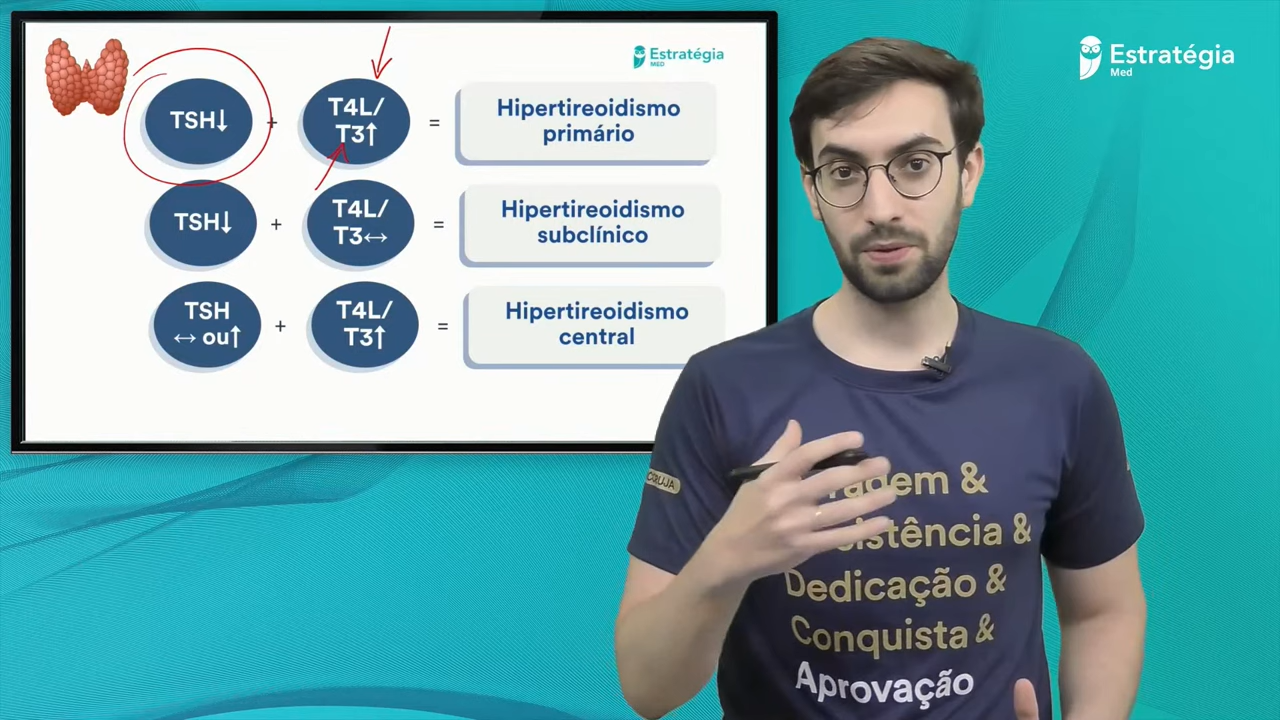 Estratégia
MED
TSH↓
+
T4L/
T3↑
=
Hipertireoidismo
primário
TSH↓
+
T4L/
T3↔
=
Hipertireoidismo
subclínico
TSH
↔ ou↑
+
T4L/
T3↑
=
Hipertireoidismo
central
Estratégia
Med
&
&
Dedicação &
Conquista &
Aprovação